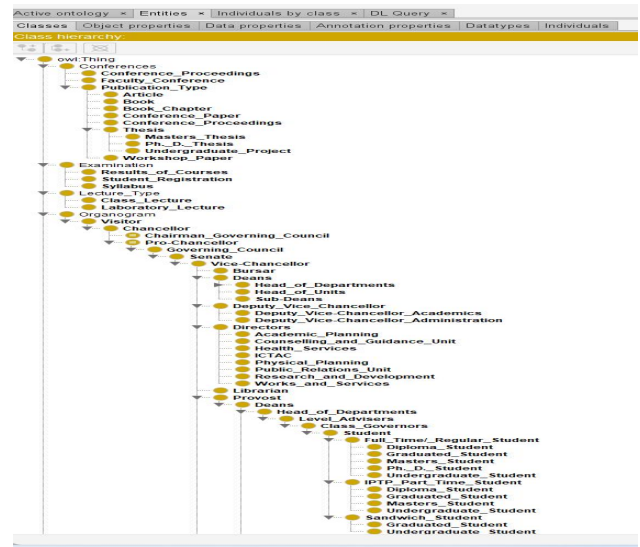 Active ontology × Entities × Individuals by class × DL Query ×
Classes Object properties Data properties Annotation properties Datatypes Individuals
Class hierarchy:
owl:Thing
Conferences
Conference_Proceedings
Faculty_Conference
Publication_Type
Article
Book
Book_Chapter
Conference_Paper
Conference_Proceedings
Thesis
Masters_Thesis
Ph._D._Thesis
Undergraduate_Project
Workshop_Paper
Examination
Results_of_Courses
Student_Registration
Syllabus
Lecture_Type
Class_Lecture
Laboratory_Lecture
Organogram
Visitor
Chancellor
Chairman_Governing_Council
Pro-Chancellor
Governing_Council
Senate
Vice-Chancellor
Bursar
Deans
Head_of_Departments
Head_of_Units
Sub-Deans
Deputy_Vice_Chancellor
Deputy_Vice-Chancellor_Academics
Deputy_Vice-Chancellor_Administration
Directors
Academic_Planning
Counselling_and_Guidance_Unit
Health_Services
ICTAC
Physical_Planning
Public_Relations_Unit
Research_and_Development
Works_and_Services
Librarian
Provost
Deans
Head_of_Departments
Level_Advisers
Class_Governors
Student
Full_Time/_Regular_Student
Diploma_Student
Graduated_Student
Masters_Student
Ph._D._Student
Undergraduate_Student
IPTP_Part_Time_Student
Diploma_Student
Graduated_Student
Masters_Student
Undergraduate_Student
Sandwich_Student
Graduated_Student
Undergraduate_Student